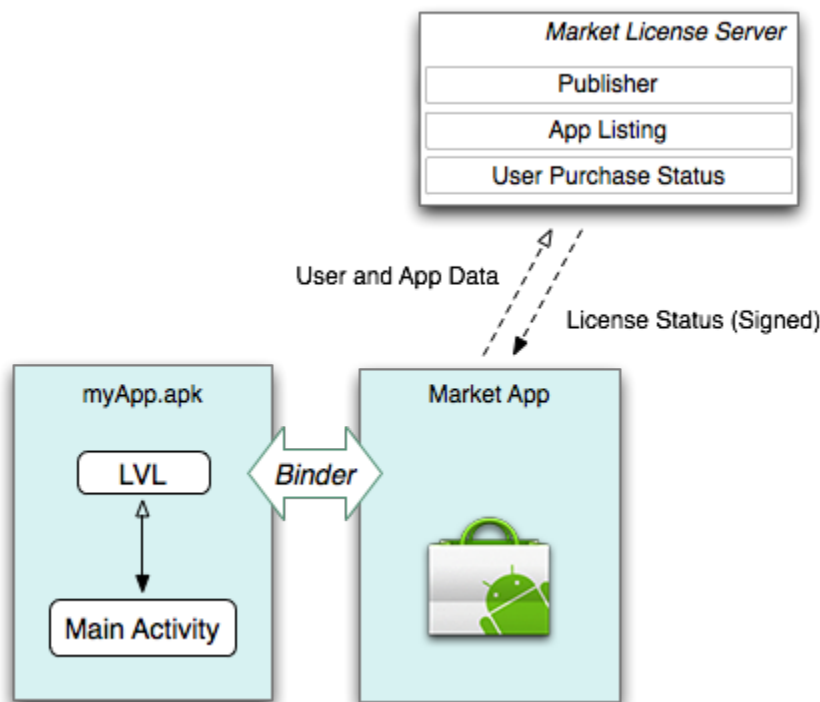 Market License Server
Publisher
App Listing
User Purchase Status
User and App Data
License Status (Signed)
myApp.apk
Market App
LVL
Binder
Main Activity